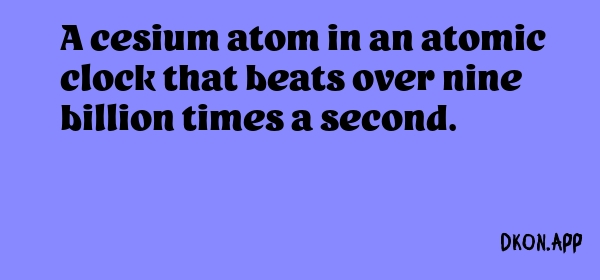 A cesium atom in an atomic
clock that beats over nine
billion times a second.
DKON.APP